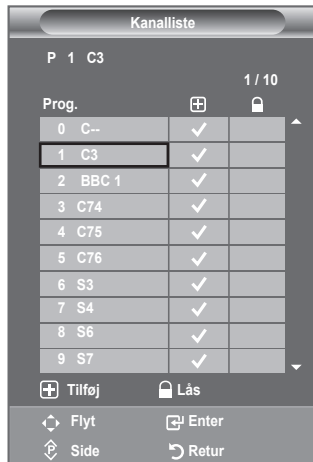 Kanalliste
P 1 C3
1 / 10
Prog.
0 C--
1 C3
2 BBC 1
3 C74
4 C75
5 C76
6 S3
7 S4
8 S6
9 S7
Tilføj Lås
Flyt Enter
P Side Retur